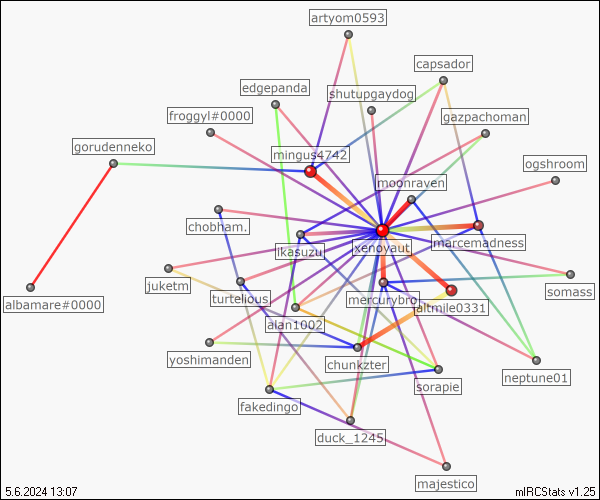 artyom0593
capsador
edgepanda
shutupgaydog
froggyl#0000
gazpachoman
gorudenneko
mingus4742
ogshroom
moonraven
chobham.
ikasuzu
xenoyaut
marcemadness
juketm
somass
albamare#0000
turtelious.
mercurybro
altmile0331
alan1002
yoshimanden
chunkzter
neptune01
sorapie
fakedingo
duck_1245
majestico
5.6.2024 13:07
mIRCStats v1.25